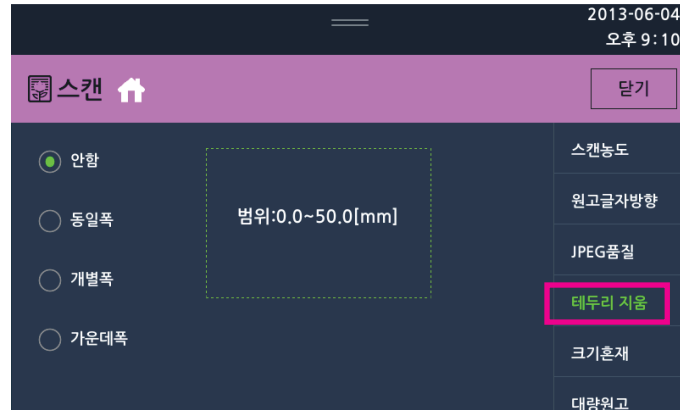 2013-06-04
오후 9:10
스캔
닫기
안함
동일폭
개별폭
가운데폭
범위:0.0~50.0[mm]
스캔농도
원고글자방향
JPEG품질
테두리 지움
크기혼재
대량원고